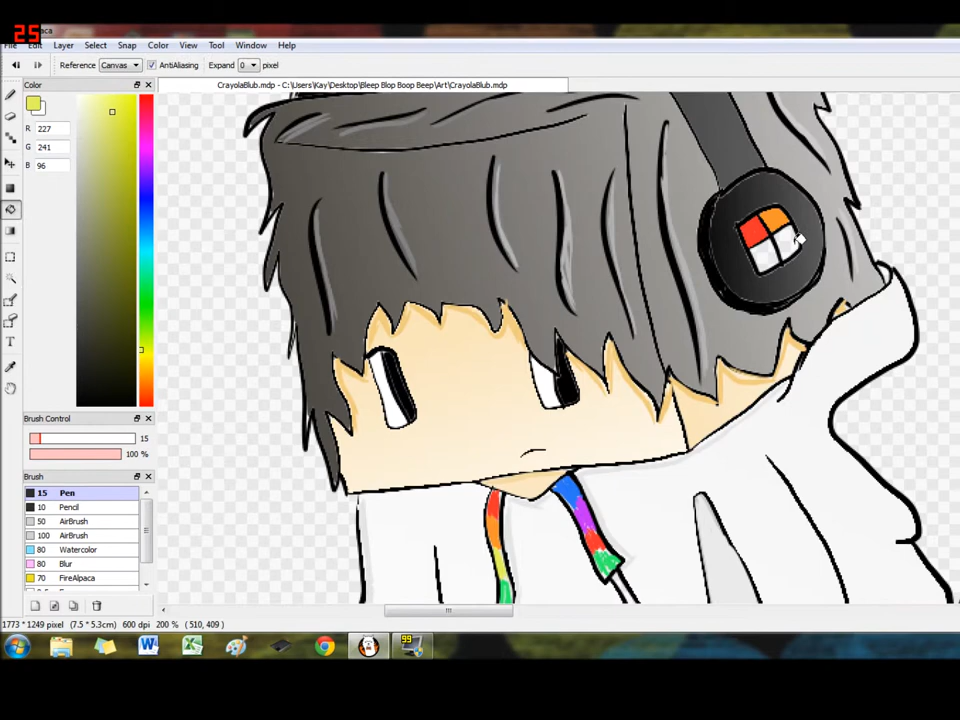 25
aca
File Edit Layer Select Snap Color View Tool Window Help
Reference Canvas AntiAliasing Expand 0 pixel
Color
CrayolaBlub.mdp - C:\Users\Kay\Desktop\Bleep Blop Boop Beep\Art\CrayolaBlub.mdp
R 227
G 241
B 96
Brush Control
15
100 %
Brush
15 Pen
10 Pencil
50 AirBrush
100 AirBrush
80 Watercolor
80 Blur
70 FireAlpaca
1773 * 1249 pixel (7.5 * 5.3cm) 600 dpi 200 % (510, 409)
99